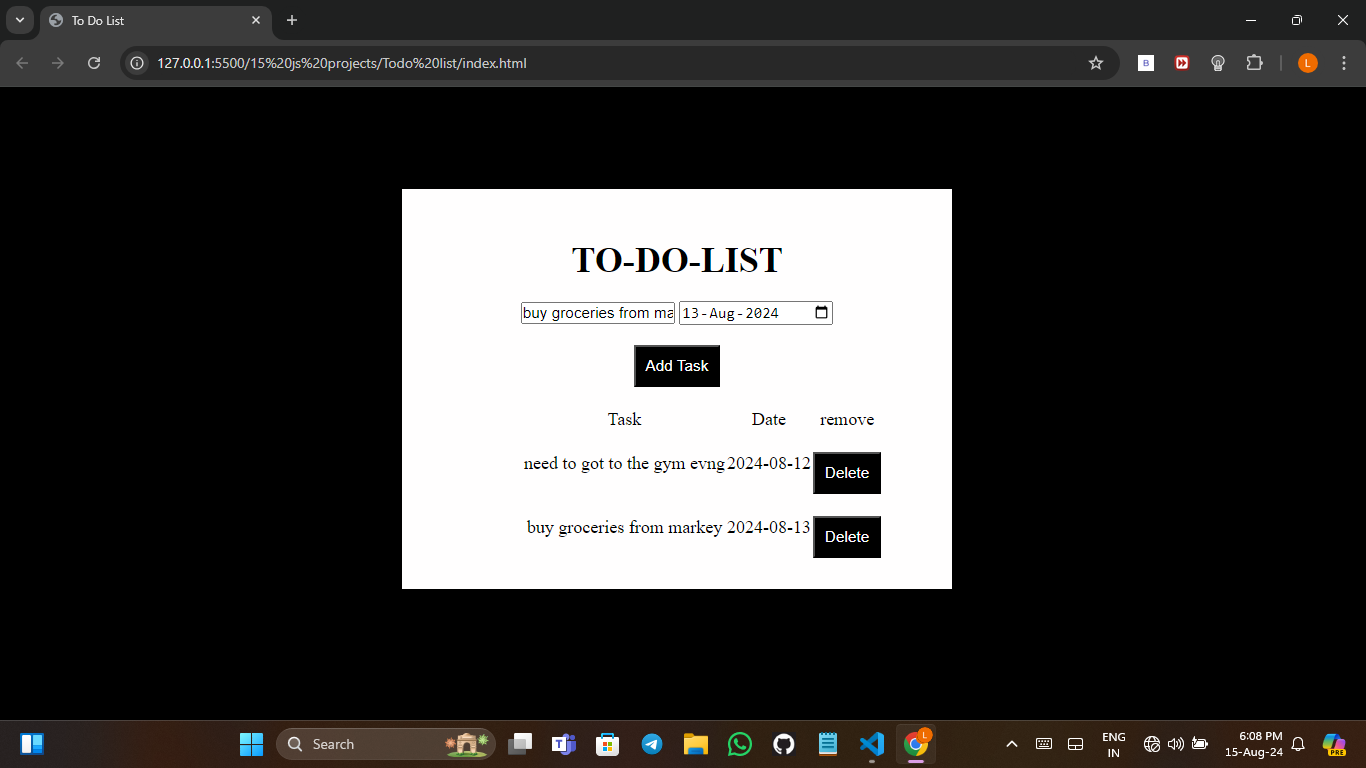 To Do List
127.0.0.1:5500/15%20js%20projects/Todo%20list/index.html
B
L
TO-DO-LIST
buy groceries from ma 13-Aug-2024
Add Task
Task Date remove
need to got to the gym evng 2024-08-12 Delete
buy groceries from markey 2024-08-13 Delete
Search
L
ENG
IN
6:08 PM
15-Aug-24
PRE